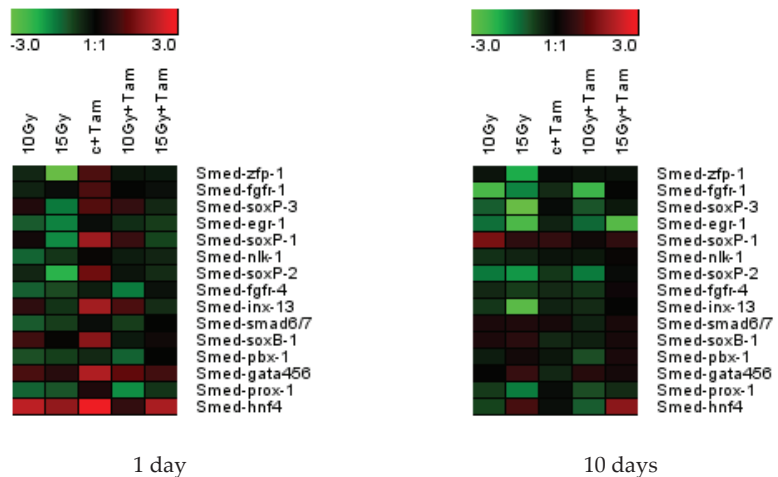 -3.0 1:1 3.0
10Gy 15Gy c+Tam 10Gy+Tam 15Gy+Tam
Smed-zfp-1
Smed-fgfr-1
Smed-soxP-3
Smed-egr-1
Smed-soxP-1
Smed-nlk-1
Smed-soxP-2
Smed-fgfr-4
Smed-inx-13
Smed-smad6/7
Smed-soxB-1
Smed-pbx-1
Smed-gata456
Smed-prox-1
Smed-hnf4
1 day
-3.0 1:1 3.0
10Gy 15Gy c+Tam 10Gy+Tam 15Gy+Tam
Smed-zfp-1
Smed-fgfr-1
Smed-soxP-3
Smed-egr-1
Smed-soxP-1
Smed-nlk-1
Smed-soxP-2
Smed-fgfr-4
Smed-inx-13
Smed-smad6/7
Smed-soxB-1
Smed-pbx-1
Smed-gata456
Smed-prox-1
Smed-hnf4
10 days